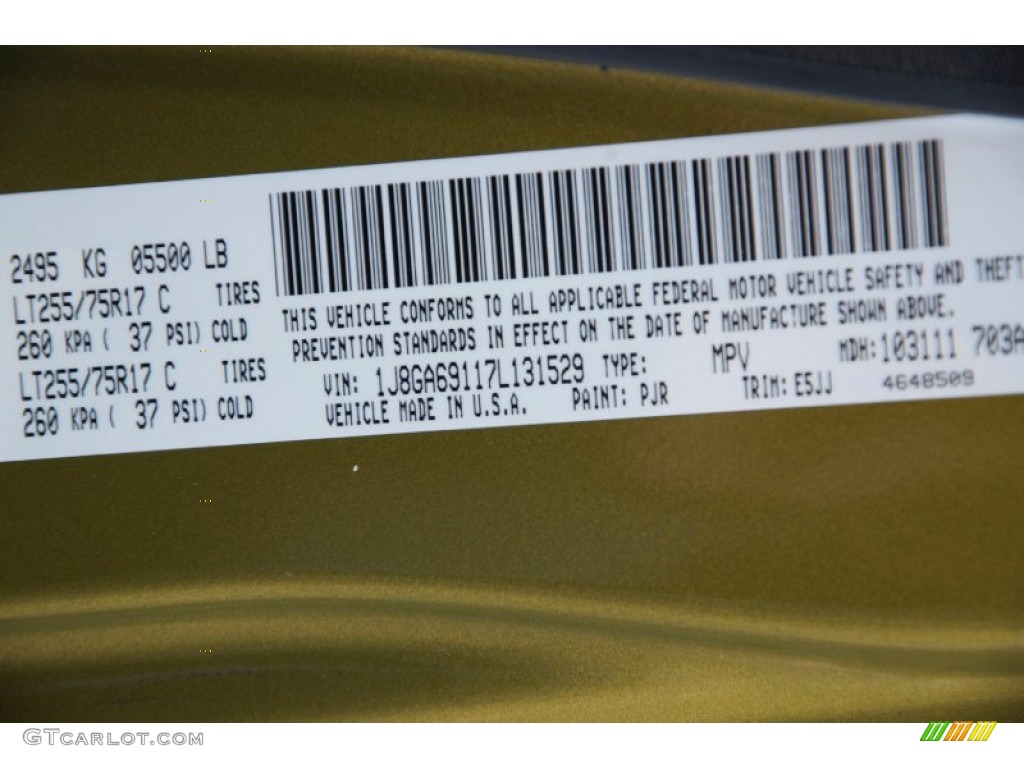 2495 KG 05500 LB
LT255/75R17 C TIRES
260 KPA ( 37 PSI) COLD
LT255/75R17 C TIRES
260 KPA ( 37 PSI) COLD
THIS VEHICLE CONFORMS TO ALL APPLICABLE FEDERAL MOTOR VEHICLE SAFETY AND THEFT
PREVENTION STANDARDS IN EFFECT ON THE DATE OF MANUFACTURE SHOWN ABOVE.
VIN: 1J8GA69117L131529 TYPE: MPV MDH: 103111 703A
VEHICLE MADE IN U.S.A. PAINT: PJR TRIM: E5JJ 4648509
GTCARLOT.COM